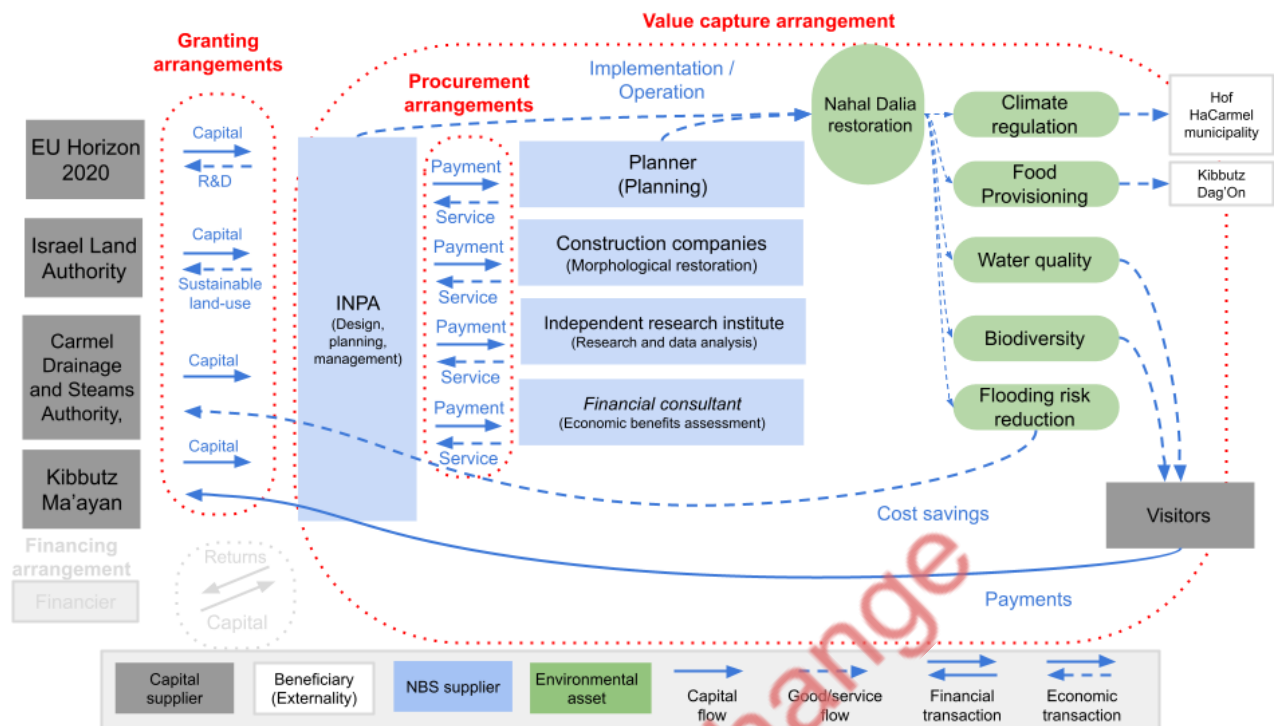 Value capture arrangement
Granting
arrangements
Procurement
arrangements
Implementation /
Operation
EU Horizon
2020
Capital
R&D
Israel Land
Authority
Capital
Sustainable
land-use
Carmel
Drainage
and Steams
Authority,
Capital
Kibbutz
Ma'ayan
Capital
Financing
arrangement
Financier
Returns
Capital
INPA
(Design,
planning,
management)
Payment
Service
Payment
Service
Payment
Service
Payment
Service
Planner
(Planning)
Construction companies
(Morphological restoration)
Independent research institute
(Research and data analysis)
Financial consultant
(Economic benefits assessment)
Nahal Dalia
restoration
Climate
regulation
Food
Provisioning
Water quality
Biodiversity
Flooding risk
reduction
Hof
HaCarmel
municipality
Kibbutz
Dag'On
Visitors
Cost savings
Payments
Capital
supplier
Beneficiary
(Externality)
NBS supplier
Environmental
asset
Capital
flow
Good/service
flow
Financial
transaction
Economic
transaction